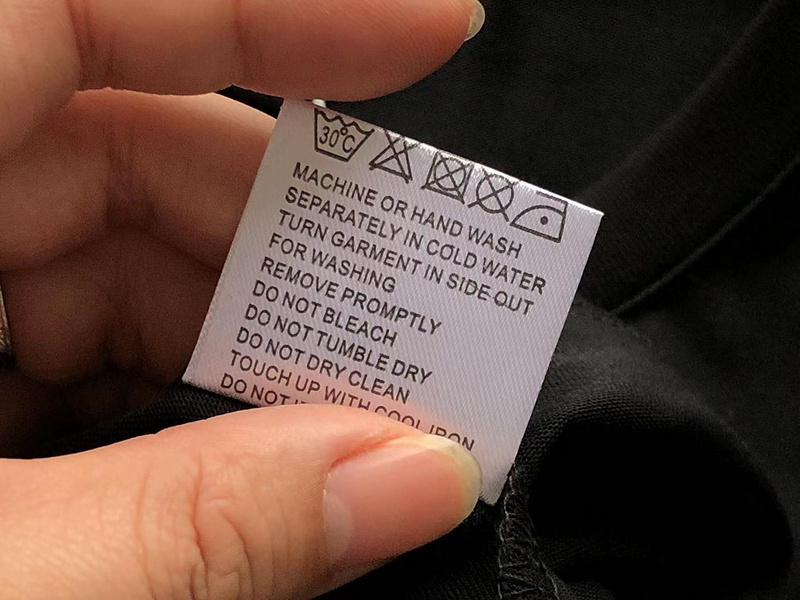 30°C
MACHINE OR HAND WASH
SEPARATELY IN COLD WATER
TURN GARMENT IN SIDE OUT
FOR WASHING
REMOVE PROMPTLY
DO NOT BLEACH
DO NOT TUMBLE DRY
DO NOT DRY CLEAN
TOUCH UP WITH COOL IRON
DO NOT